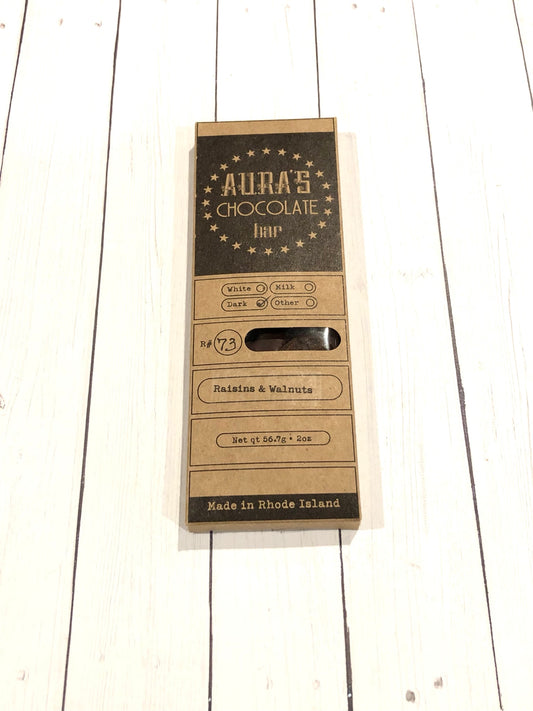 AURA'S
CHOCOLATE
bar
White Milk
Dark Other
R# 73
Raisins & Walnuts
Net qt 56.7g • 2oz
Made in Rhode Island